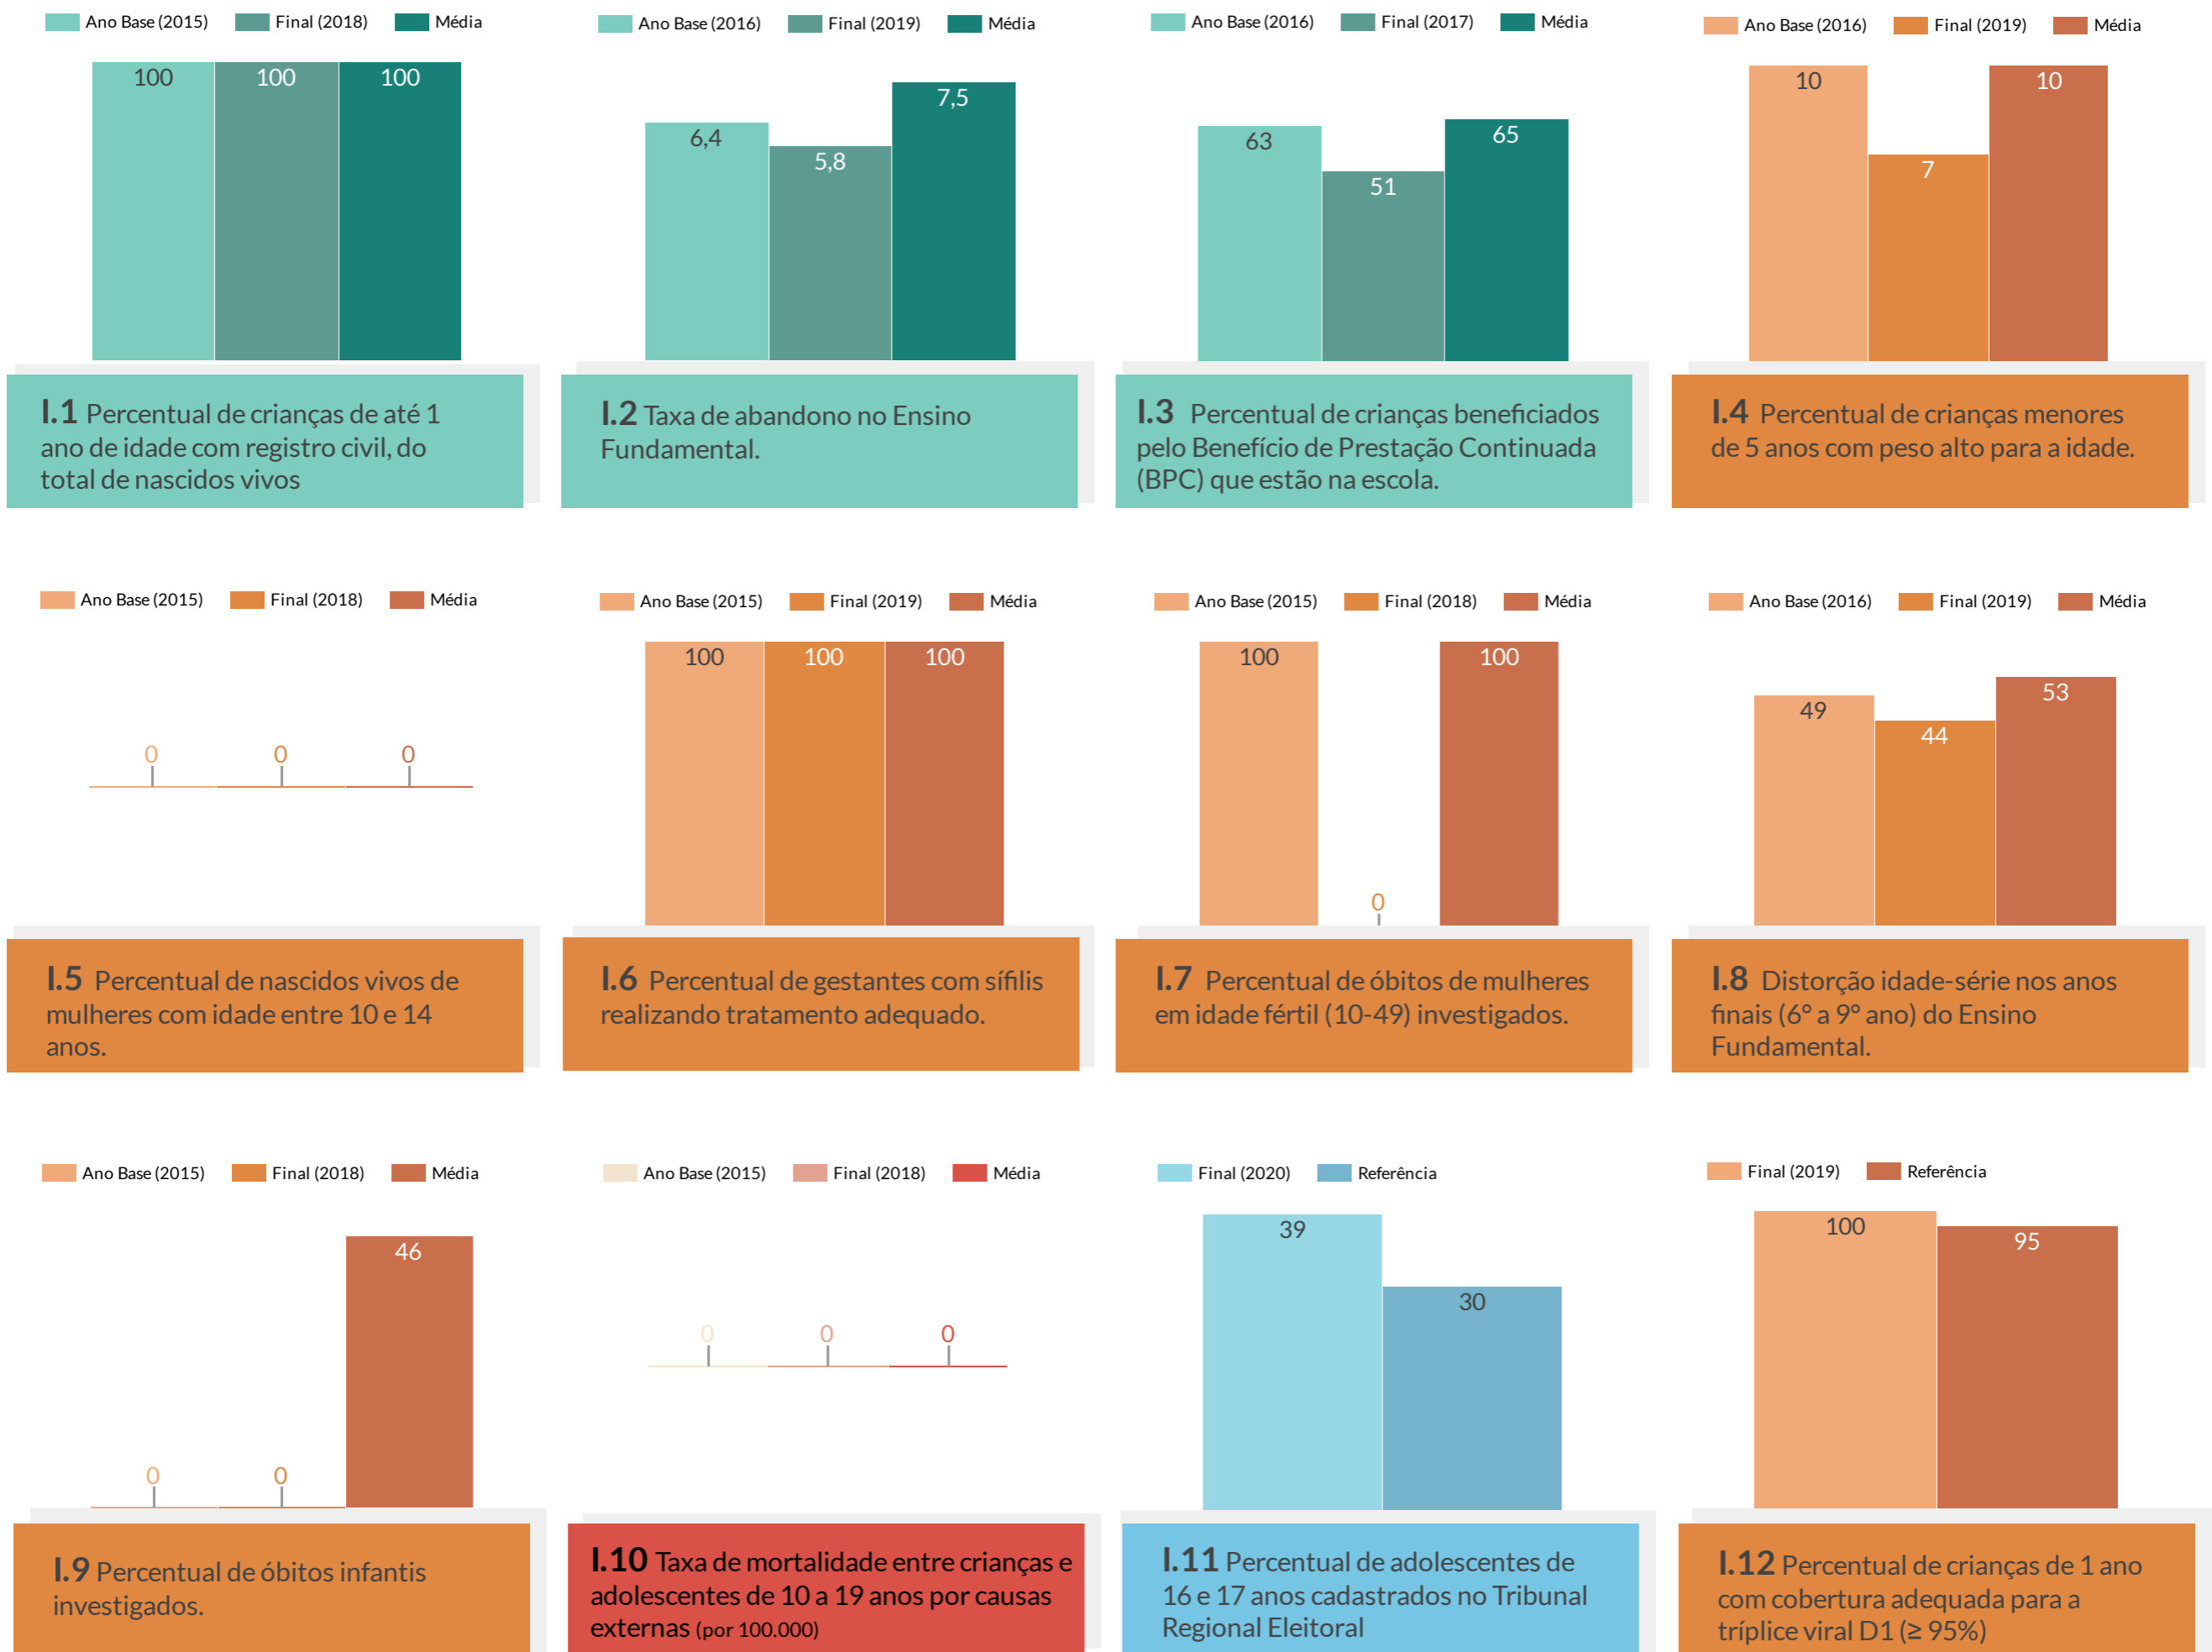 Ano Base (2015) Final (2018) Média
100 100 100
I.1 Percentual de crianças de até 1
ano de idade com registro civil, do
total de nascidos vivos
Ano Base (2016) Final (2019) Média
6,4 5,8 7,5
I.2 Taxa de abandono no Ensino
Fundamental.
Ano Base (2016) Final (2017) Média
63 51 65
I.3 Percentual de crianças beneficiados
pelo Benefício de Prestação Continuada
(BPC) que estão na escola.
Ano Base (2016) Final (2019) Média
10 7 10
I.4 Percentual de crianças menores
de 5 anos com peso alto para a idade.
Ano Base (2015) Final (2018) Média
0 0 0
I.5 Percentual de nascidos vivos de
mulheres com idade entre 10 e 14
anos.
Ano Base (2015) Final (2019) Média
100 100 100
I.6 Percentual de gestantes com sífilis
realizando tratamento adequado.
Ano Base (2015) Final (2018) Média
100 0 100
I.7 Percentual de óbitos de mulheres
em idade fértil (10-49) investigados.
Ano Base (2016) Final (2019) Média
49 44 53
I.8 Distorção idade-série nos anos
finais (6° a 9° ano) do Ensino
Fundamental.
Ano Base (2015) Final (2018) Média
0 0 46
I.9 Percentual de óbitos infantis
investigados.
Ano Base (2015) Final (2018) Média
0 0 0
I.10 Taxa de mortalidade entre crianças e
adolescentes de 10 a 19 anos por causas
externas (por 100.000)
Final (2020) Referência
39 30
I.11 Percentual de adolescentes de
16 e 17 anos cadastrados no Tribunal
Regional Eleitoral
Final (2019) Referência
100 95
I.12 Percentual de crianças de 1 ano
com cobertura adequada para a
tríplice viral D1 (≥ 95%)